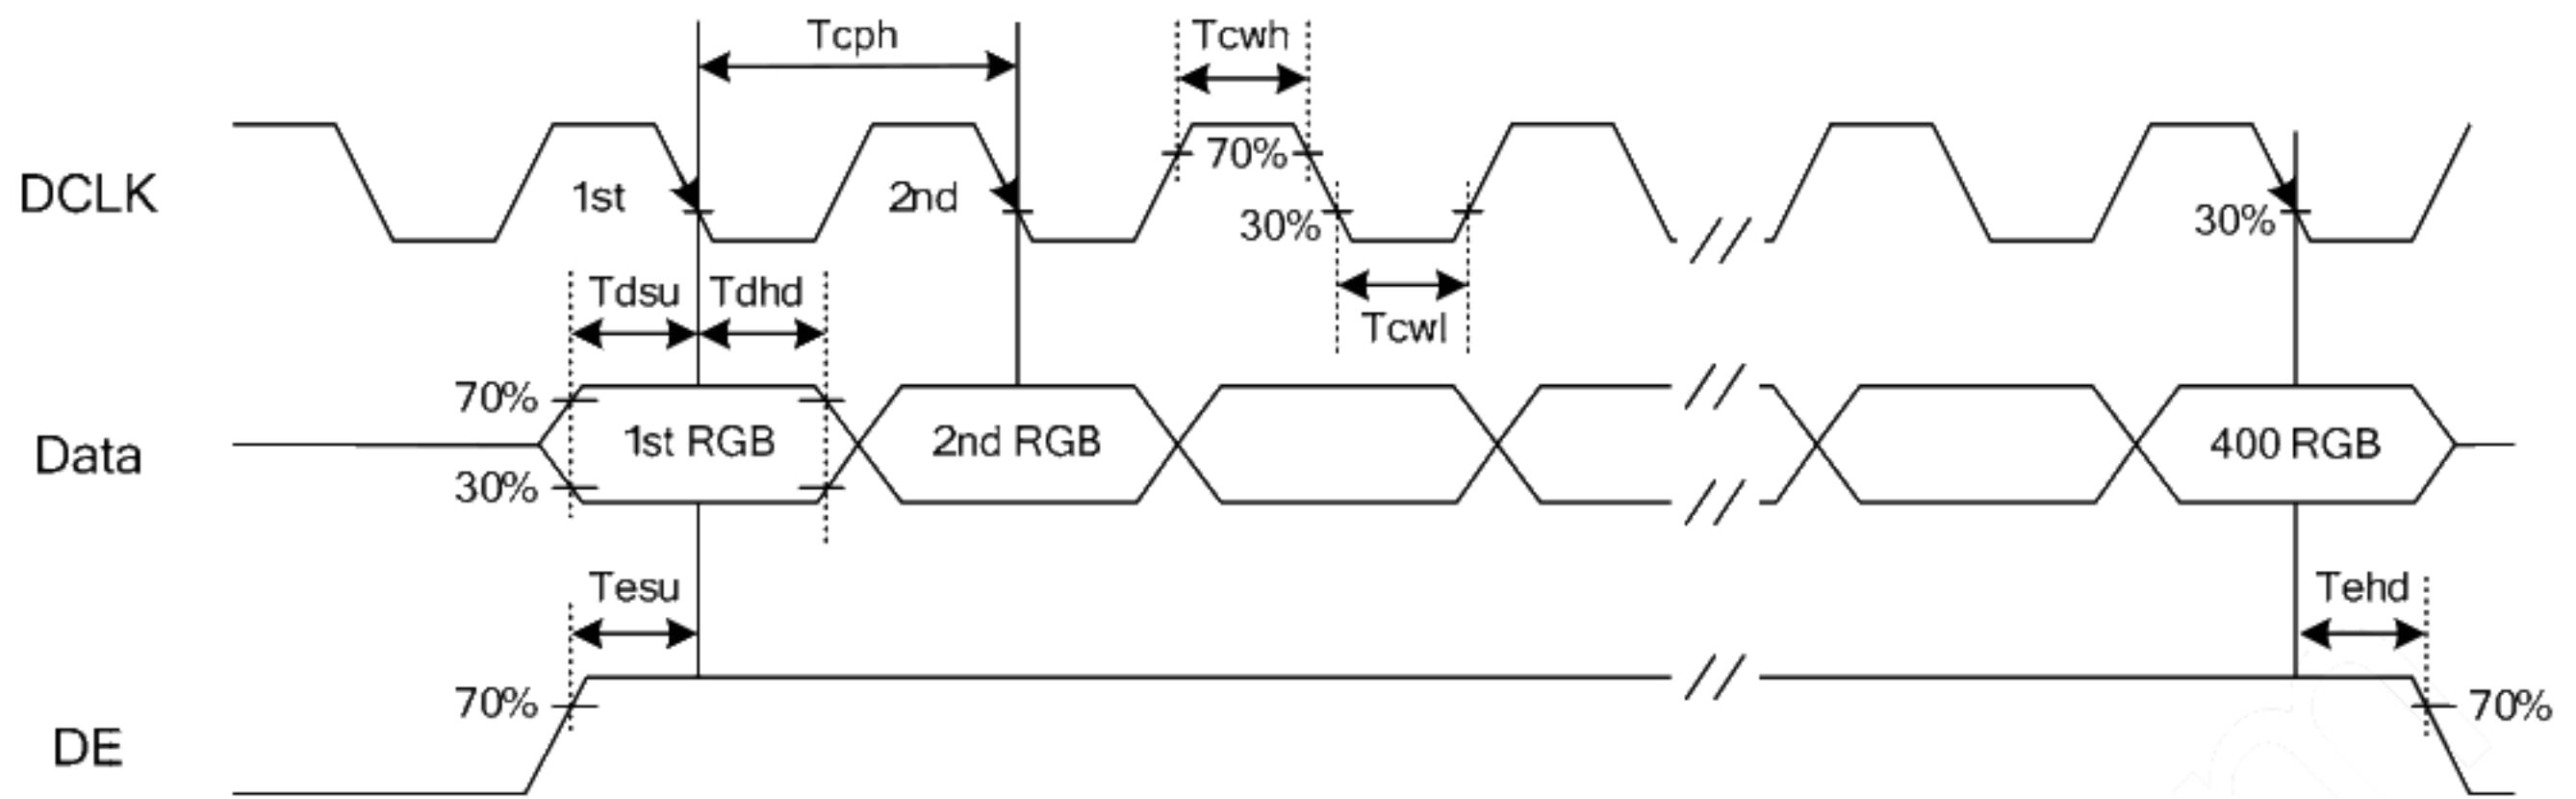 Tcph
Tcwh
DCLK
1st
2nd
70%
30%
30%
Tdsu
Tdhd
Tcwl
70%
Data
1st RGB
2nd RGB
400 RGB
30%
Tesu
Tehd
70%
70%
DE